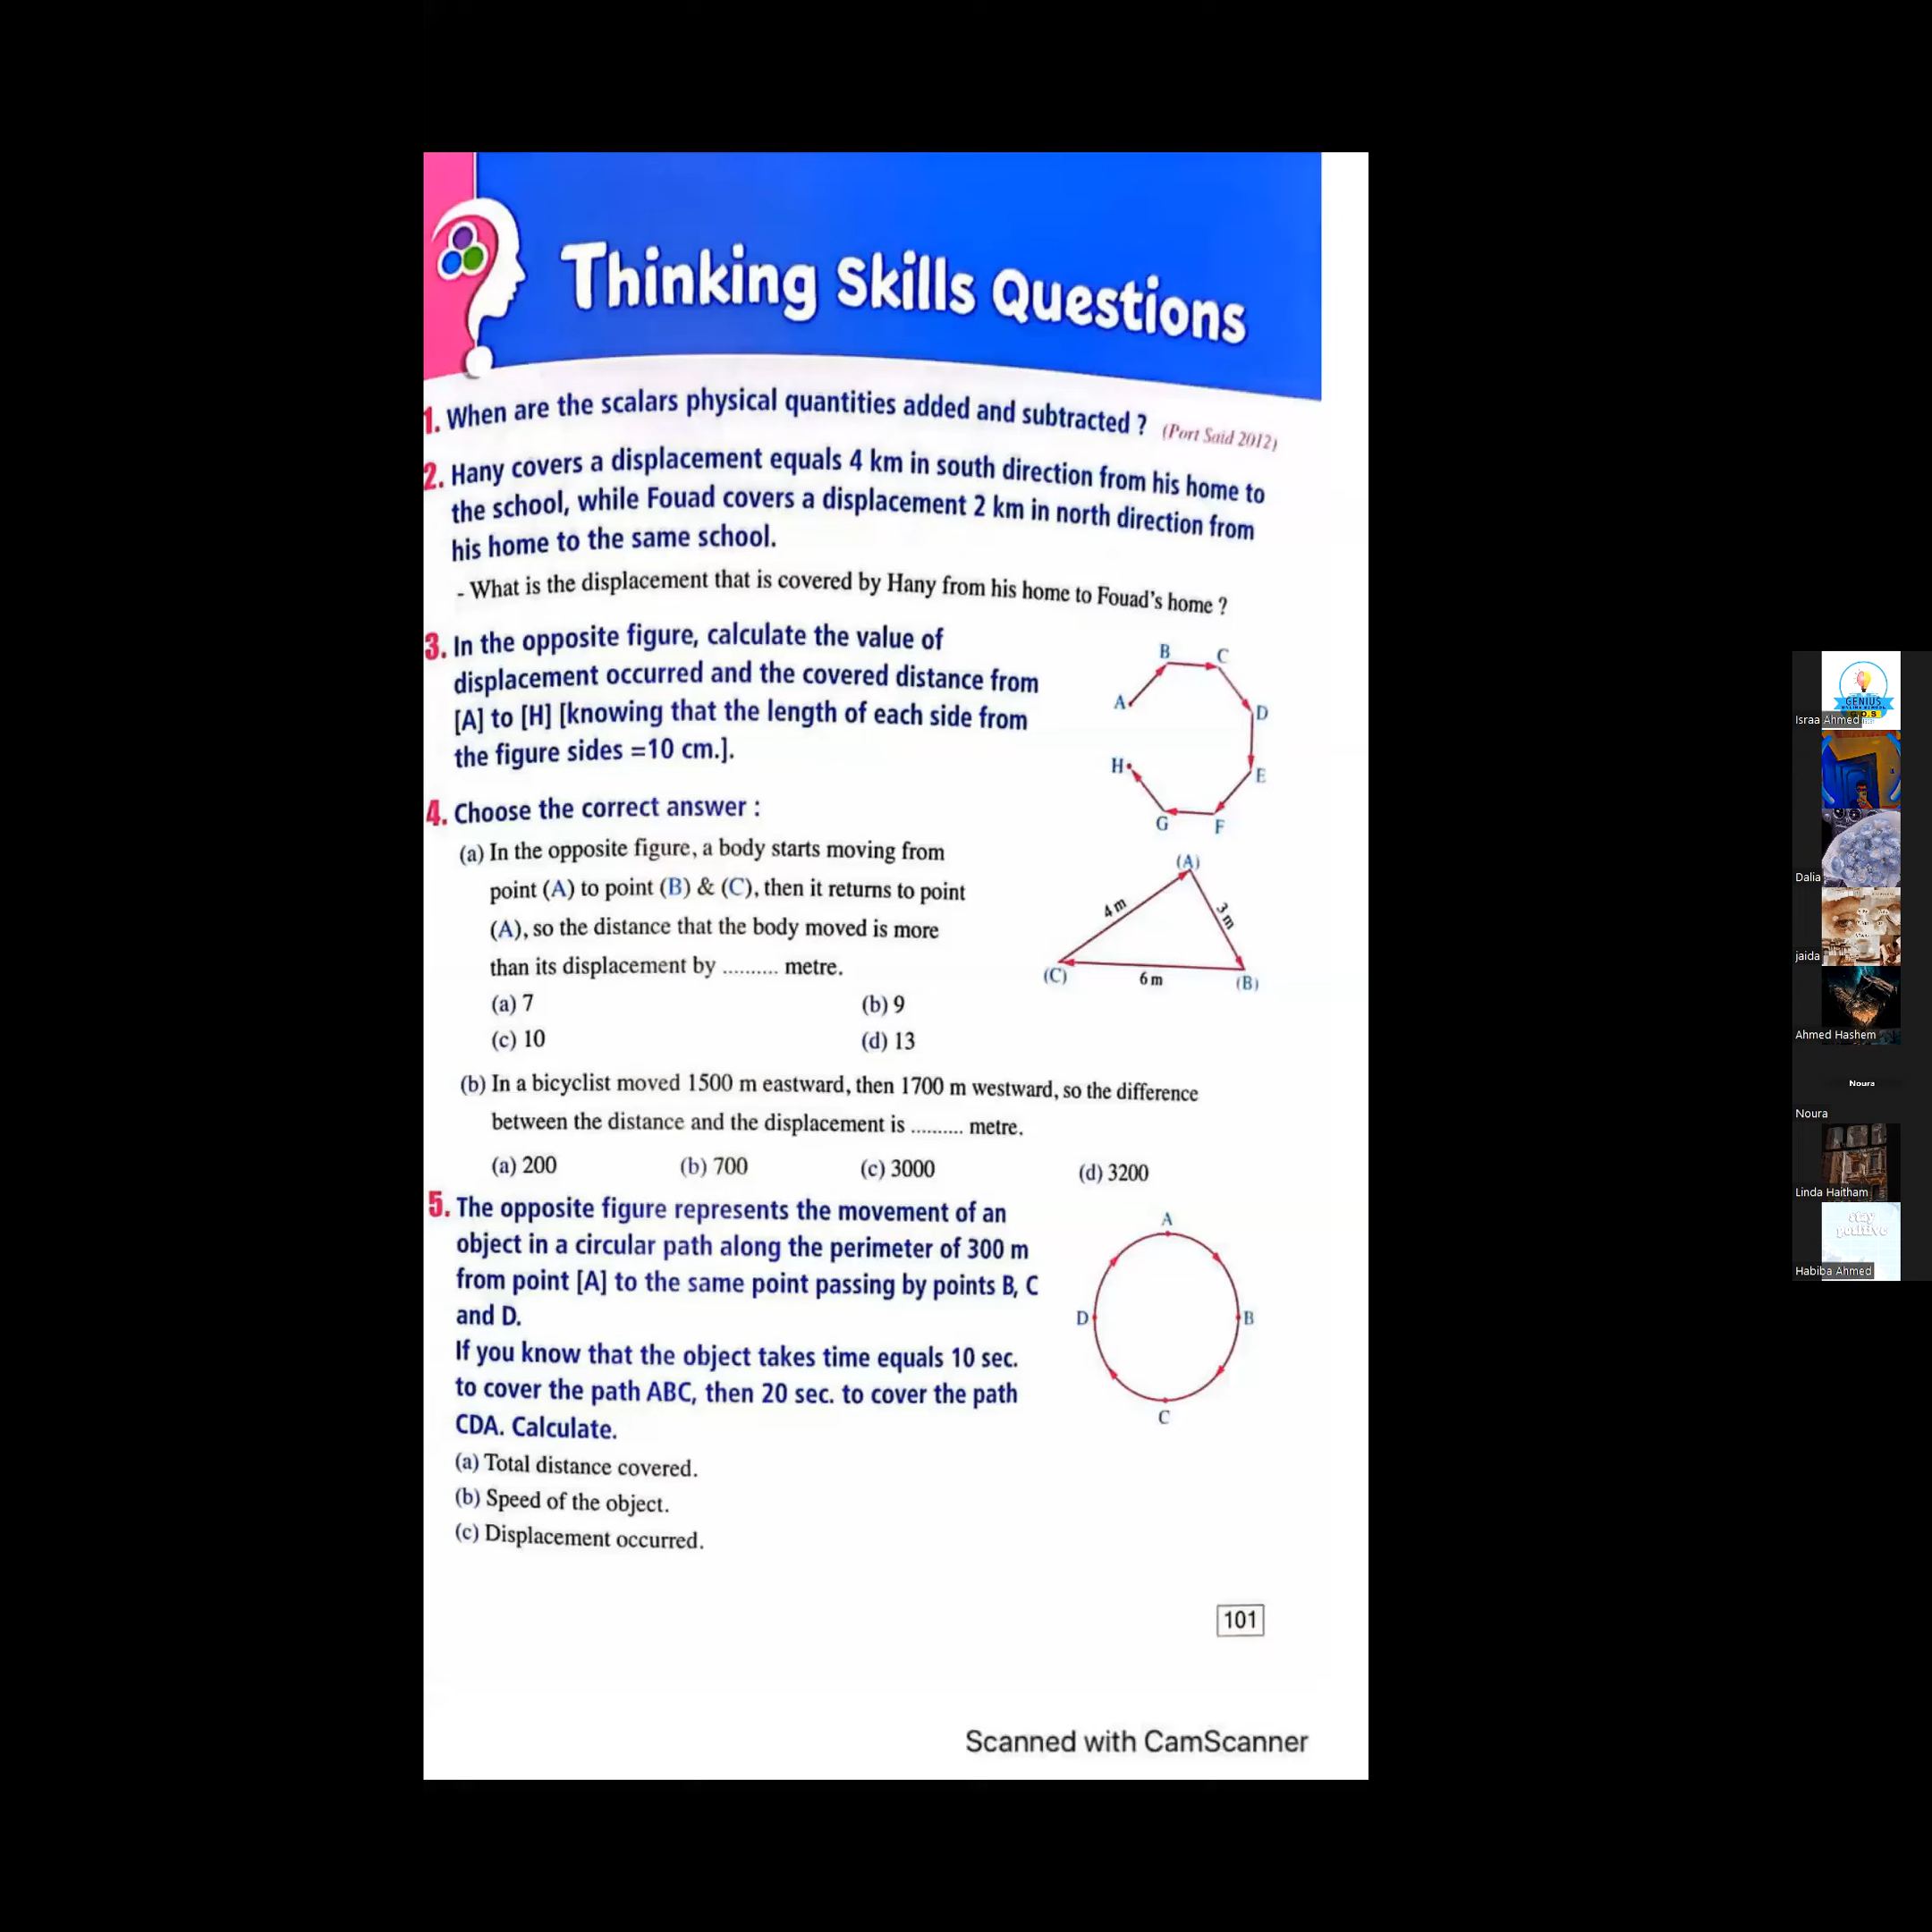 Thinking Skills Questions
1. When are the scalars physical quantities added and subtracted ? (Port Said 2012)
2. Hany covers a displacement equals 4 km in south direction from his home to
the school, while Fouad covers a displacement 2 km in north direction from
his home to the same school.
- What is the displacement that is covered by Hany from his home to Fouad's home ?
3. In the opposite figure, calculate the value of
displacement occurred and the covered distance from
[A] to [H] [knowing that the length of each side from
the figure sides =10 cm.].
A
B
C
D
E
F
G
H
4. Choose the correct answer :
(a) In the opposite figure, a body starts moving from
point (A) to point (B) & (C), then it returns to point
(A), so the distance that the body moved is more
than its displacement by .......... metre.
(a) 7
(b) 9
(c) 10
(d) 13
(A)
4 m
3 m
(C)
6 m
(B)
(b) In a bicyclist moved 1500 m eastward, then 1700 m westward, so the difference
between the distance and the displacement is .......... metre.
(a) 200
(b) 700
(c) 3000
(d) 3200
5. The opposite figure represents the movement of an
object in a circular path along the perimeter of 300 m
from point [A] to the same point passing by points B, C
and D.
If you know that the object takes time equals 10 sec.
to cover the path ABC, then 20 sec. to cover the path
CDA. Calculate.
(a) Total distance covered.
(b) Speed of the object.
(c) Displacement occurred.
A
D
B
C
101
Scanned with CamScanner
GENIUS
Israa Ahmed
Dalia
jaida
Ahmed Hashem
Noura
Noura
Linda Haitham
stay
positive
Habiba Ahmed